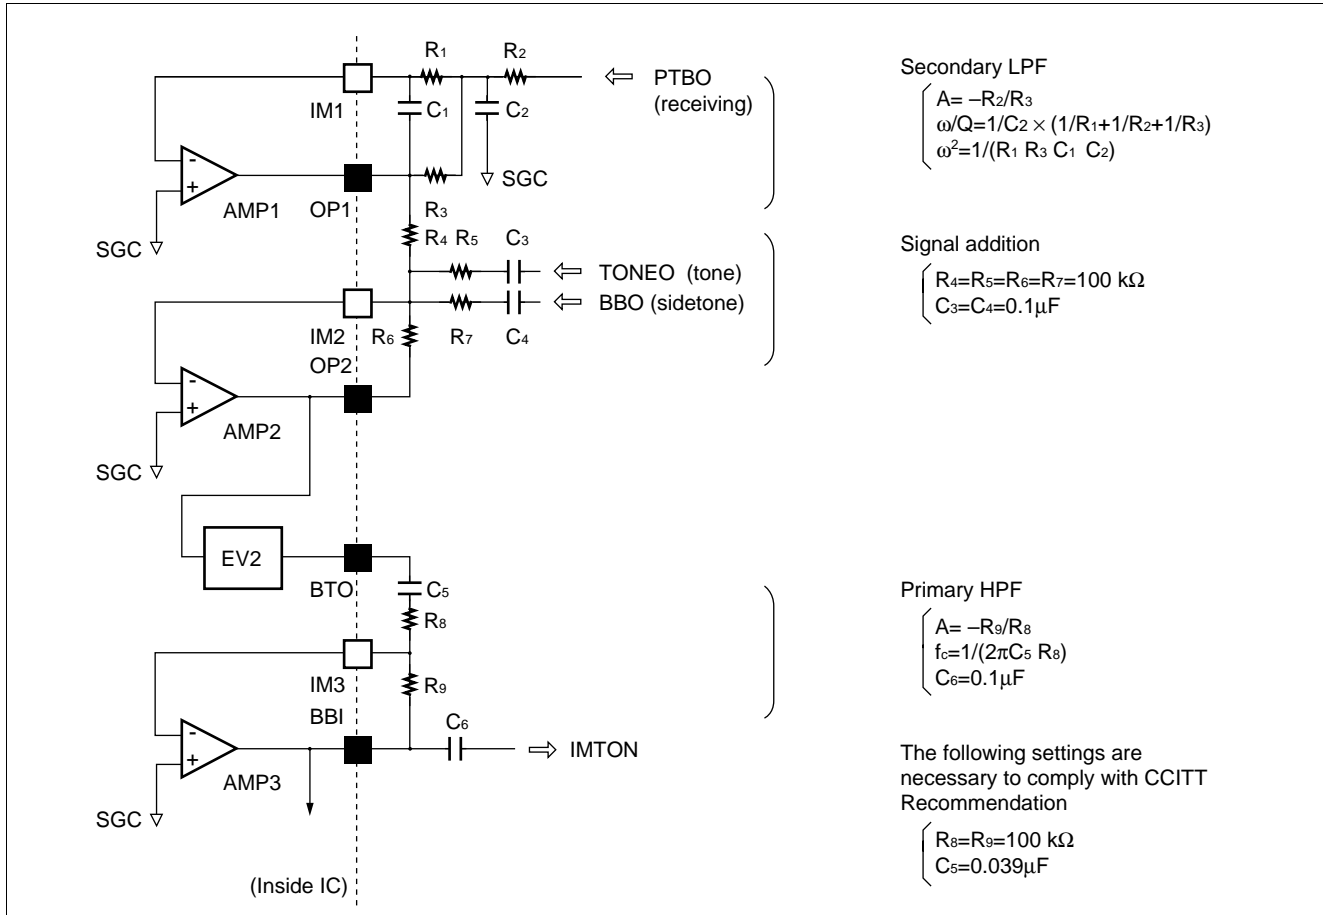 R1
R2
PTBO
(receiving)
IM1
C1
C2
-
+
AMP1
OP1
SGC
SGC
R3
R4
R5
C3
TONEO (tone)
BBO (sidetone)
IM2
R6
R7
C4
OP2
-
+
AMP2
SGC
EV2
BTO
C5
R8
IM3
R9
BBI
C6
IMTON
-
+
AMP3
SGC
(Inside IC)
Secondary LPF
A= –R2/R3
ω/Q=1/C2 × (1/R1+1/R2+1/R3)
ω²=1/(R1 R3 C1 C2)
Signal addition
R4=R5=R6=R7=100 kΩ
C3=C4=0.1µF
Primary HPF
A= –R9/R8
fc=1/(2πC5 R8)
C6=0.1µF
The following settings are
necessary to comply with CCITT
Recommendation
R8=R9=100 kΩ
C5=0.039µF